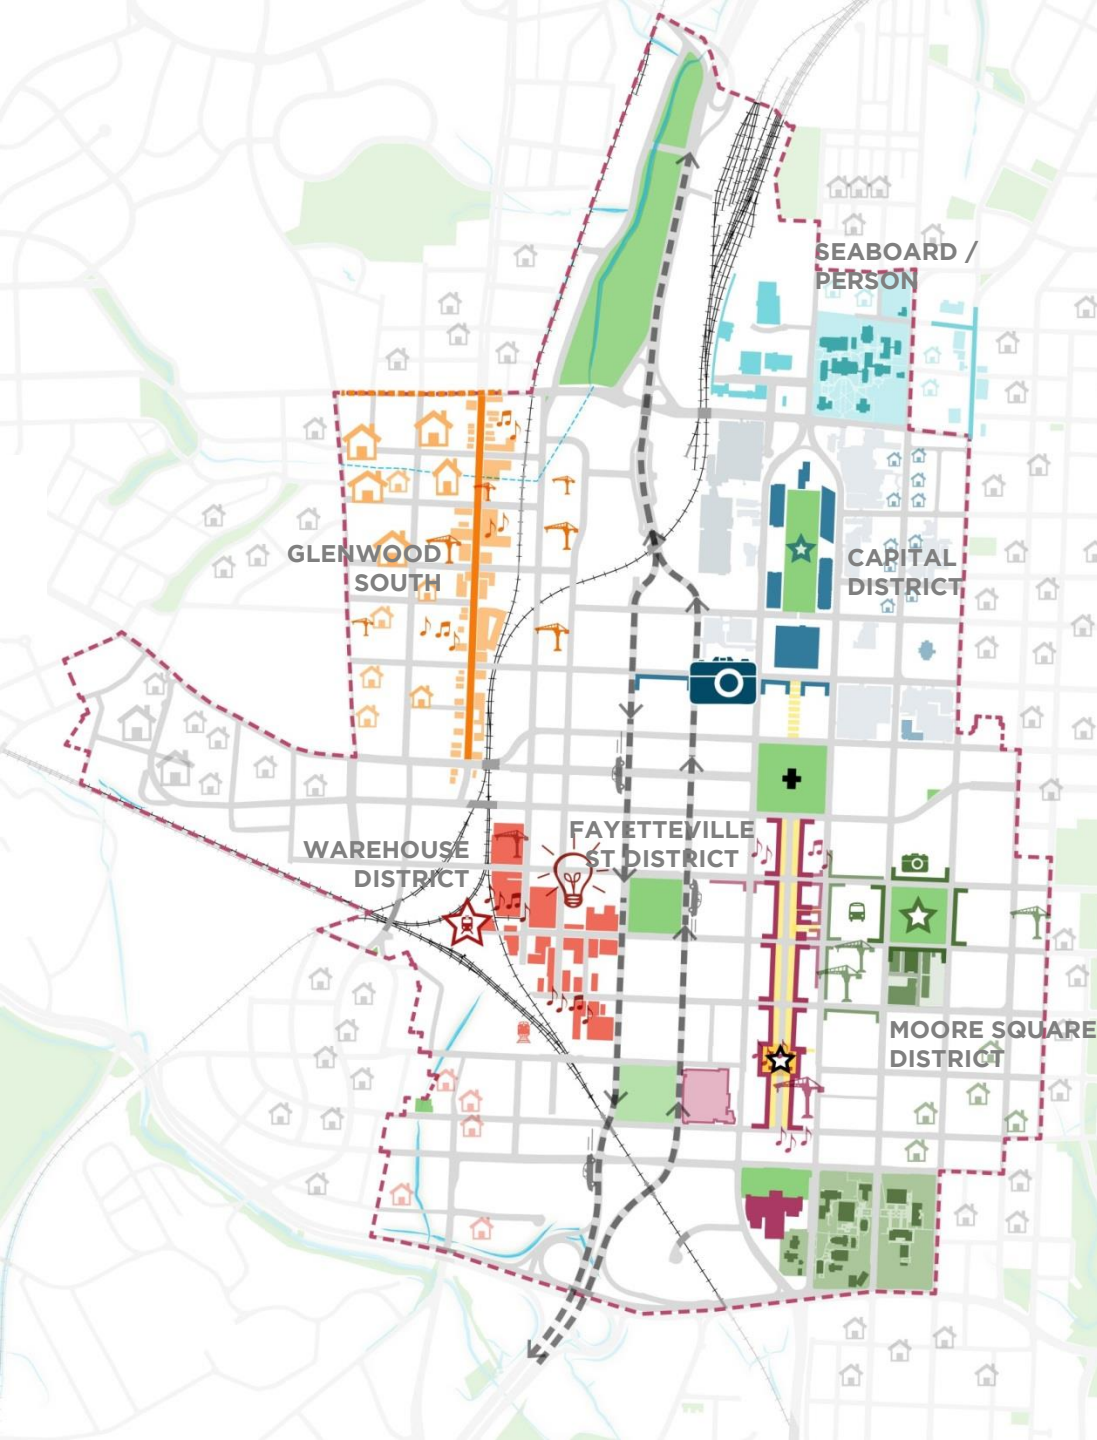 SEABOARD /
PERSON
GLENWOOD
SOUTH
CAPITAL
DISTRICT
WAREHOUSE
DISTRICT
FAYETTEVILLE
ST DISTRICT
MOORE SQUARE
DISTRICT